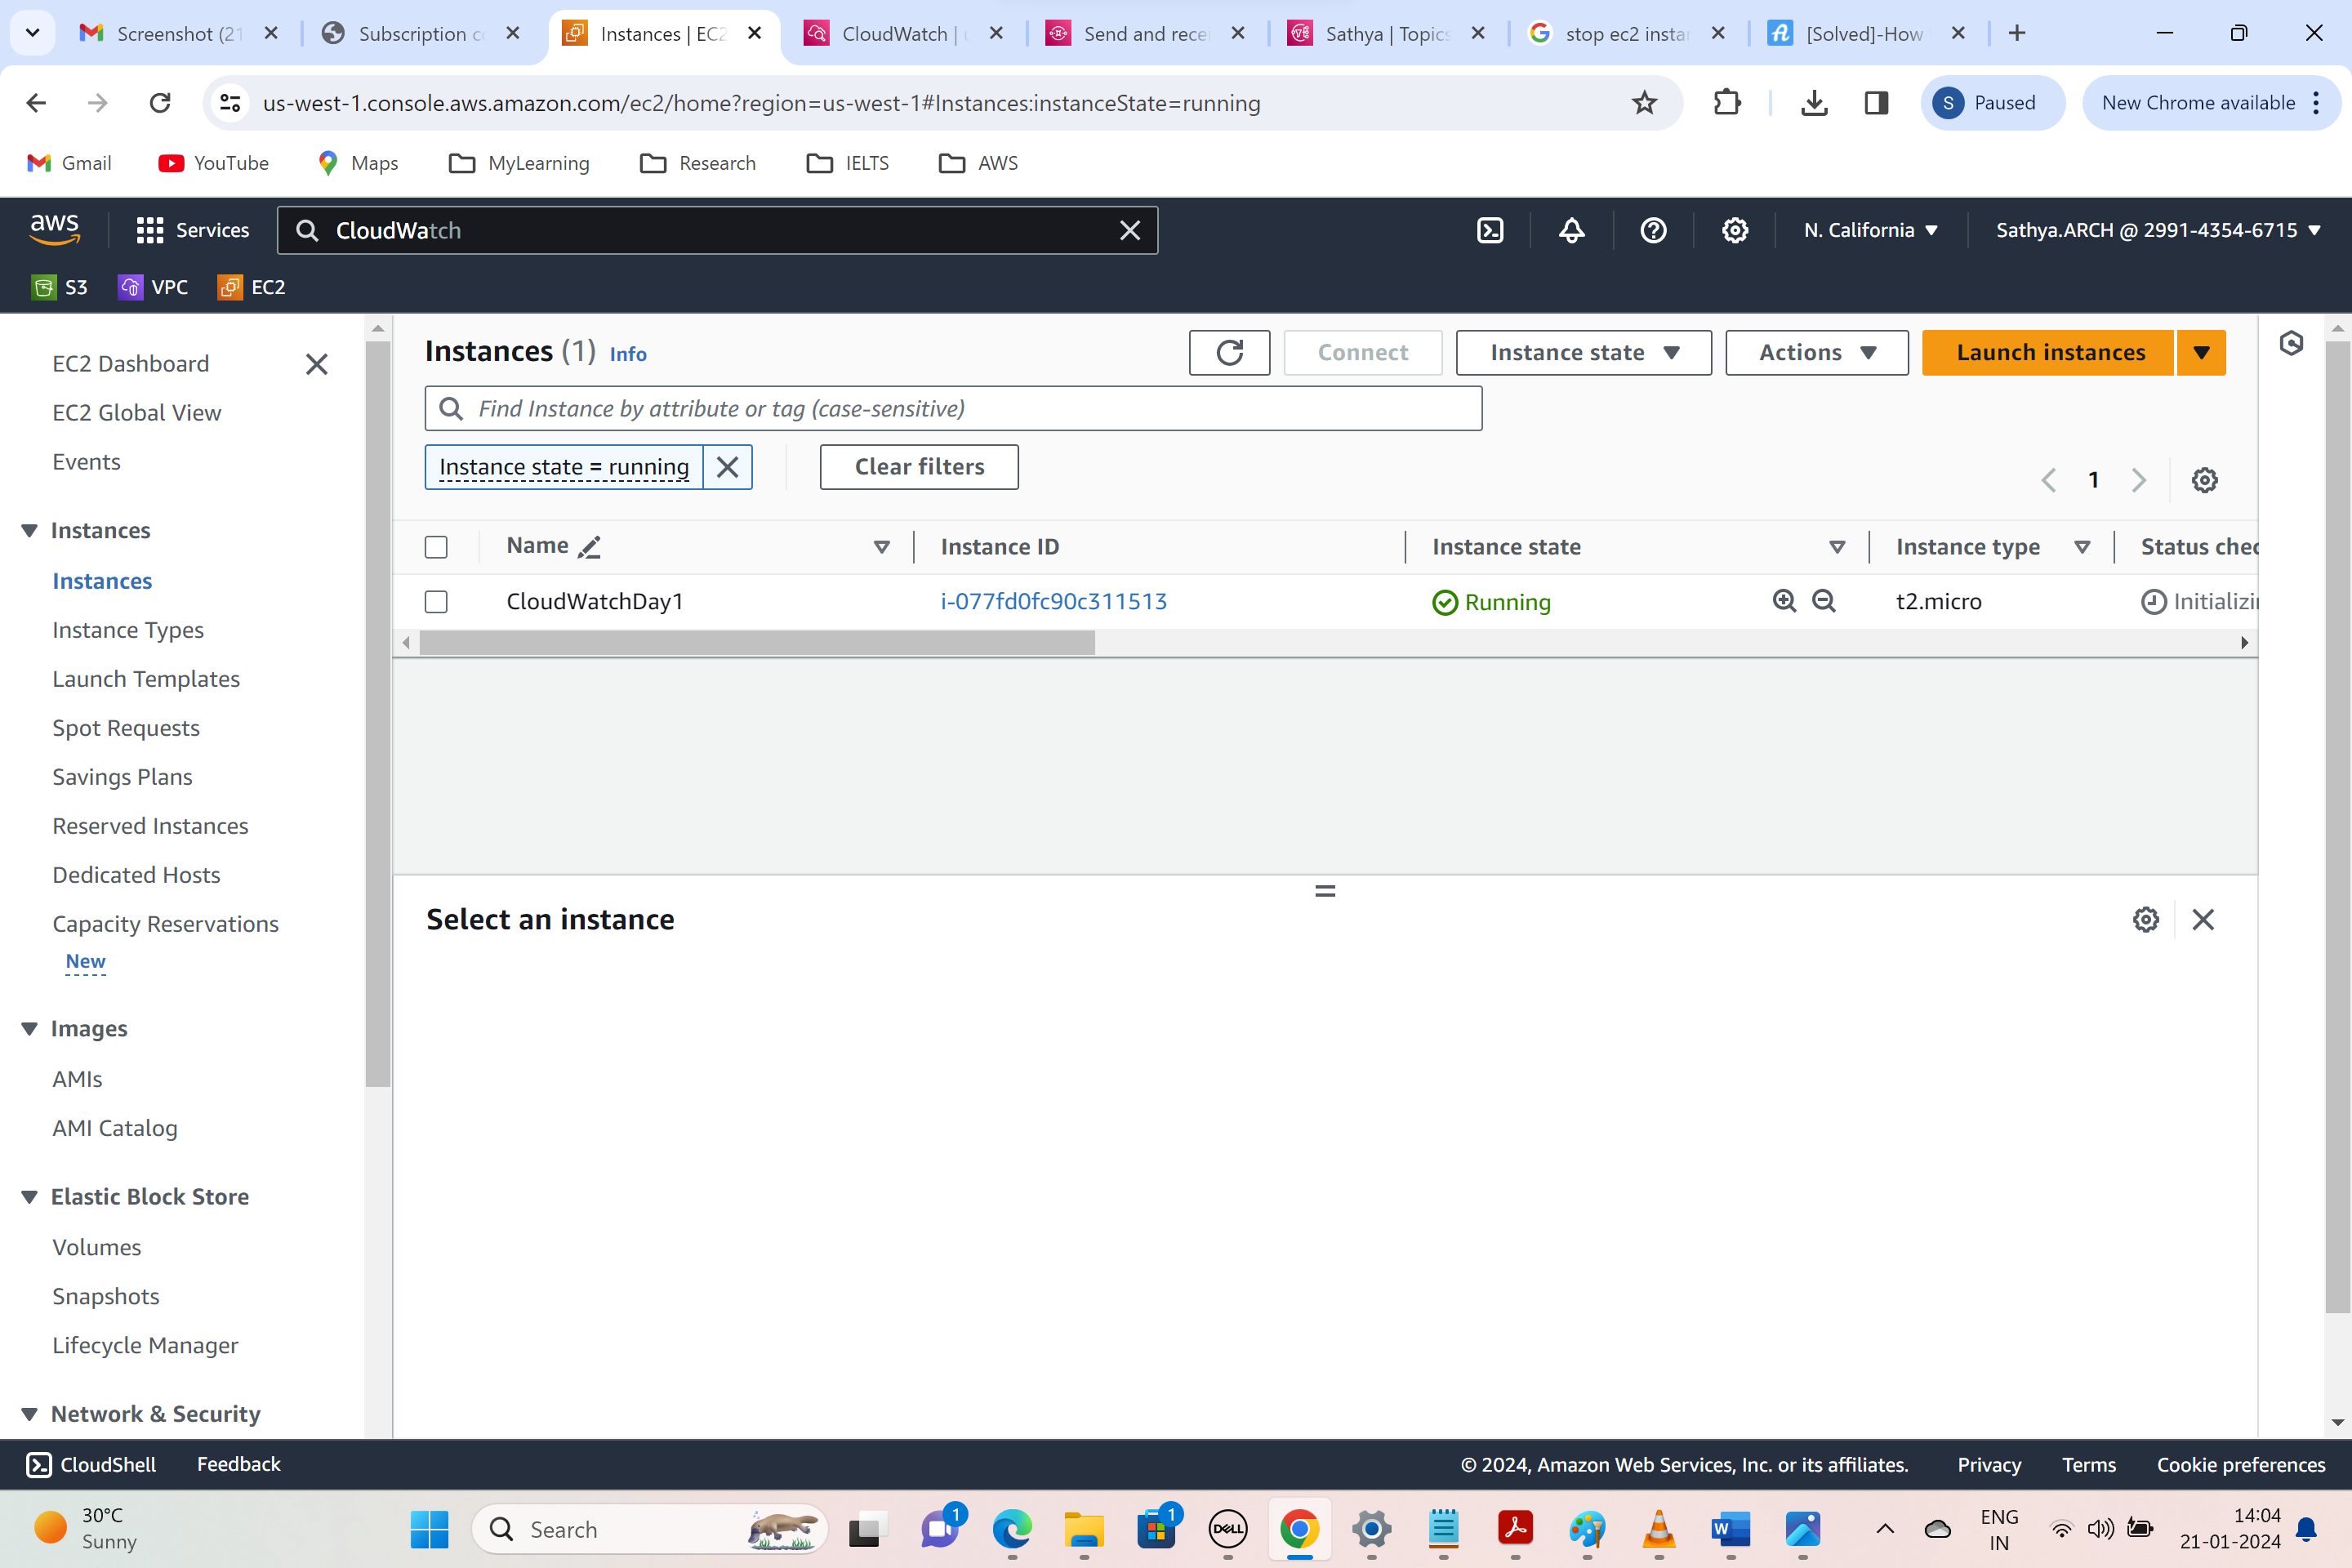 Screenshot (21
Subscription c
Instances | EC2
CloudWatch |
Send and rece
Sathya | Topics
stop ec2 insta
[Solved]-How
us-west-1.console.aws.amazon.com/ec2/home?region=us-west-1#Instances:instanceState=running
S
Paused
New Chrome available
Gmail
YouTube
Maps
MyLearning
Research
IELTS
AWS
aws
Services
CloudWatch
N. California
Sathya.ARCH @ 2991-4354-6715
S3
VPC
EC2
EC2 Dashboard
EC2 Global View
Events
Instances
Instances
Instance Types
Launch Templates
Spot Requests
Savings Plans
Reserved Instances
Dedicated Hosts
Capacity Reservations
New
Images
AMIs
AMI Catalog
Elastic Block Store
Volumes
Snapshots
Lifecycle Manager
Network & Security
Instances (1) Info
Connect
Instance state
Actions
Launch instances
Find Instance by attribute or tag (case-sensitive)
Instance state = running
Clear filters
1
Name
Instance ID
Instance state
Instance type
Status chec
CloudWatchDay1
i-077fd0fc90c311513
Running
t2.micro
Initializi
Select an instance
CloudShell
Feedback
© 2024, Amazon Web Services, Inc. or its affiliates.
Privacy
Terms
Cookie preferences
30°C
Sunny
Search
1
1
DELL
W
ENG
IN
14:04
21-01-2024